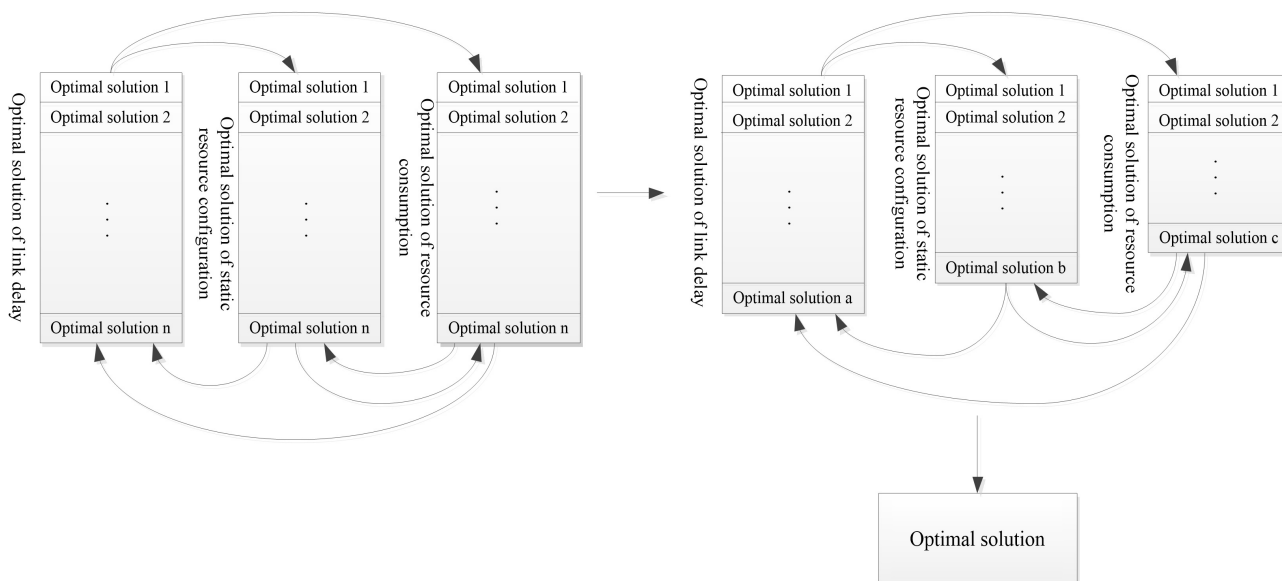 Optimal solution of link delay
Optimal solution 1
Optimal solution 2
.
.
.
Optimal solution n
Optimal solution of static
resource configuration
Optimal solution 1
Optimal solution 2
.
.
.
Optimal solution n
Optimal solution of resource
consumption
Optimal solution 1
Optimal solution 2
.
.
.
Optimal solution n
Optimal solution of link delay
Optimal solution 1
Optimal solution 2
.
.
.
Optimal solution a
Optimal solution of static
resource configuration
Optimal solution 1
Optimal solution 2
.
.
.
Optimal solution b
Optimal solution of resource
consumption
Optimal solution 1
Optimal solution 2
.
.
.
Optimal solution c
Optimal solution